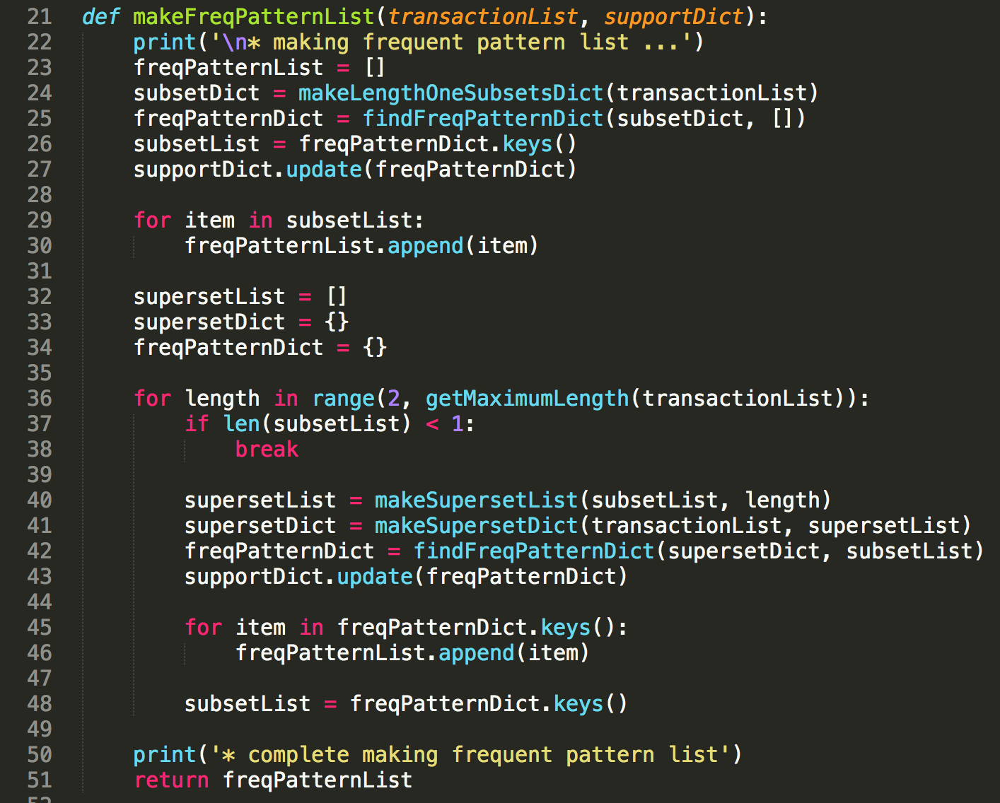 21 def makeFreqPatternList(transactionList, supportDict):
22     print('\n* making frequent pattern list ...')
23     freqPatternList = []
24     subsetDict = makeLengthOneSubsetsDict(transactionList)
25     freqPatternDict = findFreqPatternDict(subsetDict, [])
26     subsetList = freqPatternDict.keys()
27     supportDict.update(freqPatternDict)
28
29     for item in subsetList:
30         freqPatternList.append(item)
31
32     supersetList = []
33     supersetDict = {}
34     freqPatternDict = {}
35
36     for length in range(2, getMaximumLength(transactionList)):
37         if len(subsetList) < 1:
38             break
39
40         supersetList = makeSupersetList(subsetList, length)
41         supersetDict = makeSupersetDict(transactionList, supersetList)
42         freqPatternDict = findFreqPatternDict(supersetDict, subsetList)
43         supportDict.update(freqPatternDict)
44
45         for item in freqPatternDict.keys():
46             freqPatternList.append(item)
47
48         subsetList = freqPatternDict.keys()
49
50     print('* complete making frequent pattern list')
51     return freqPatternList
52